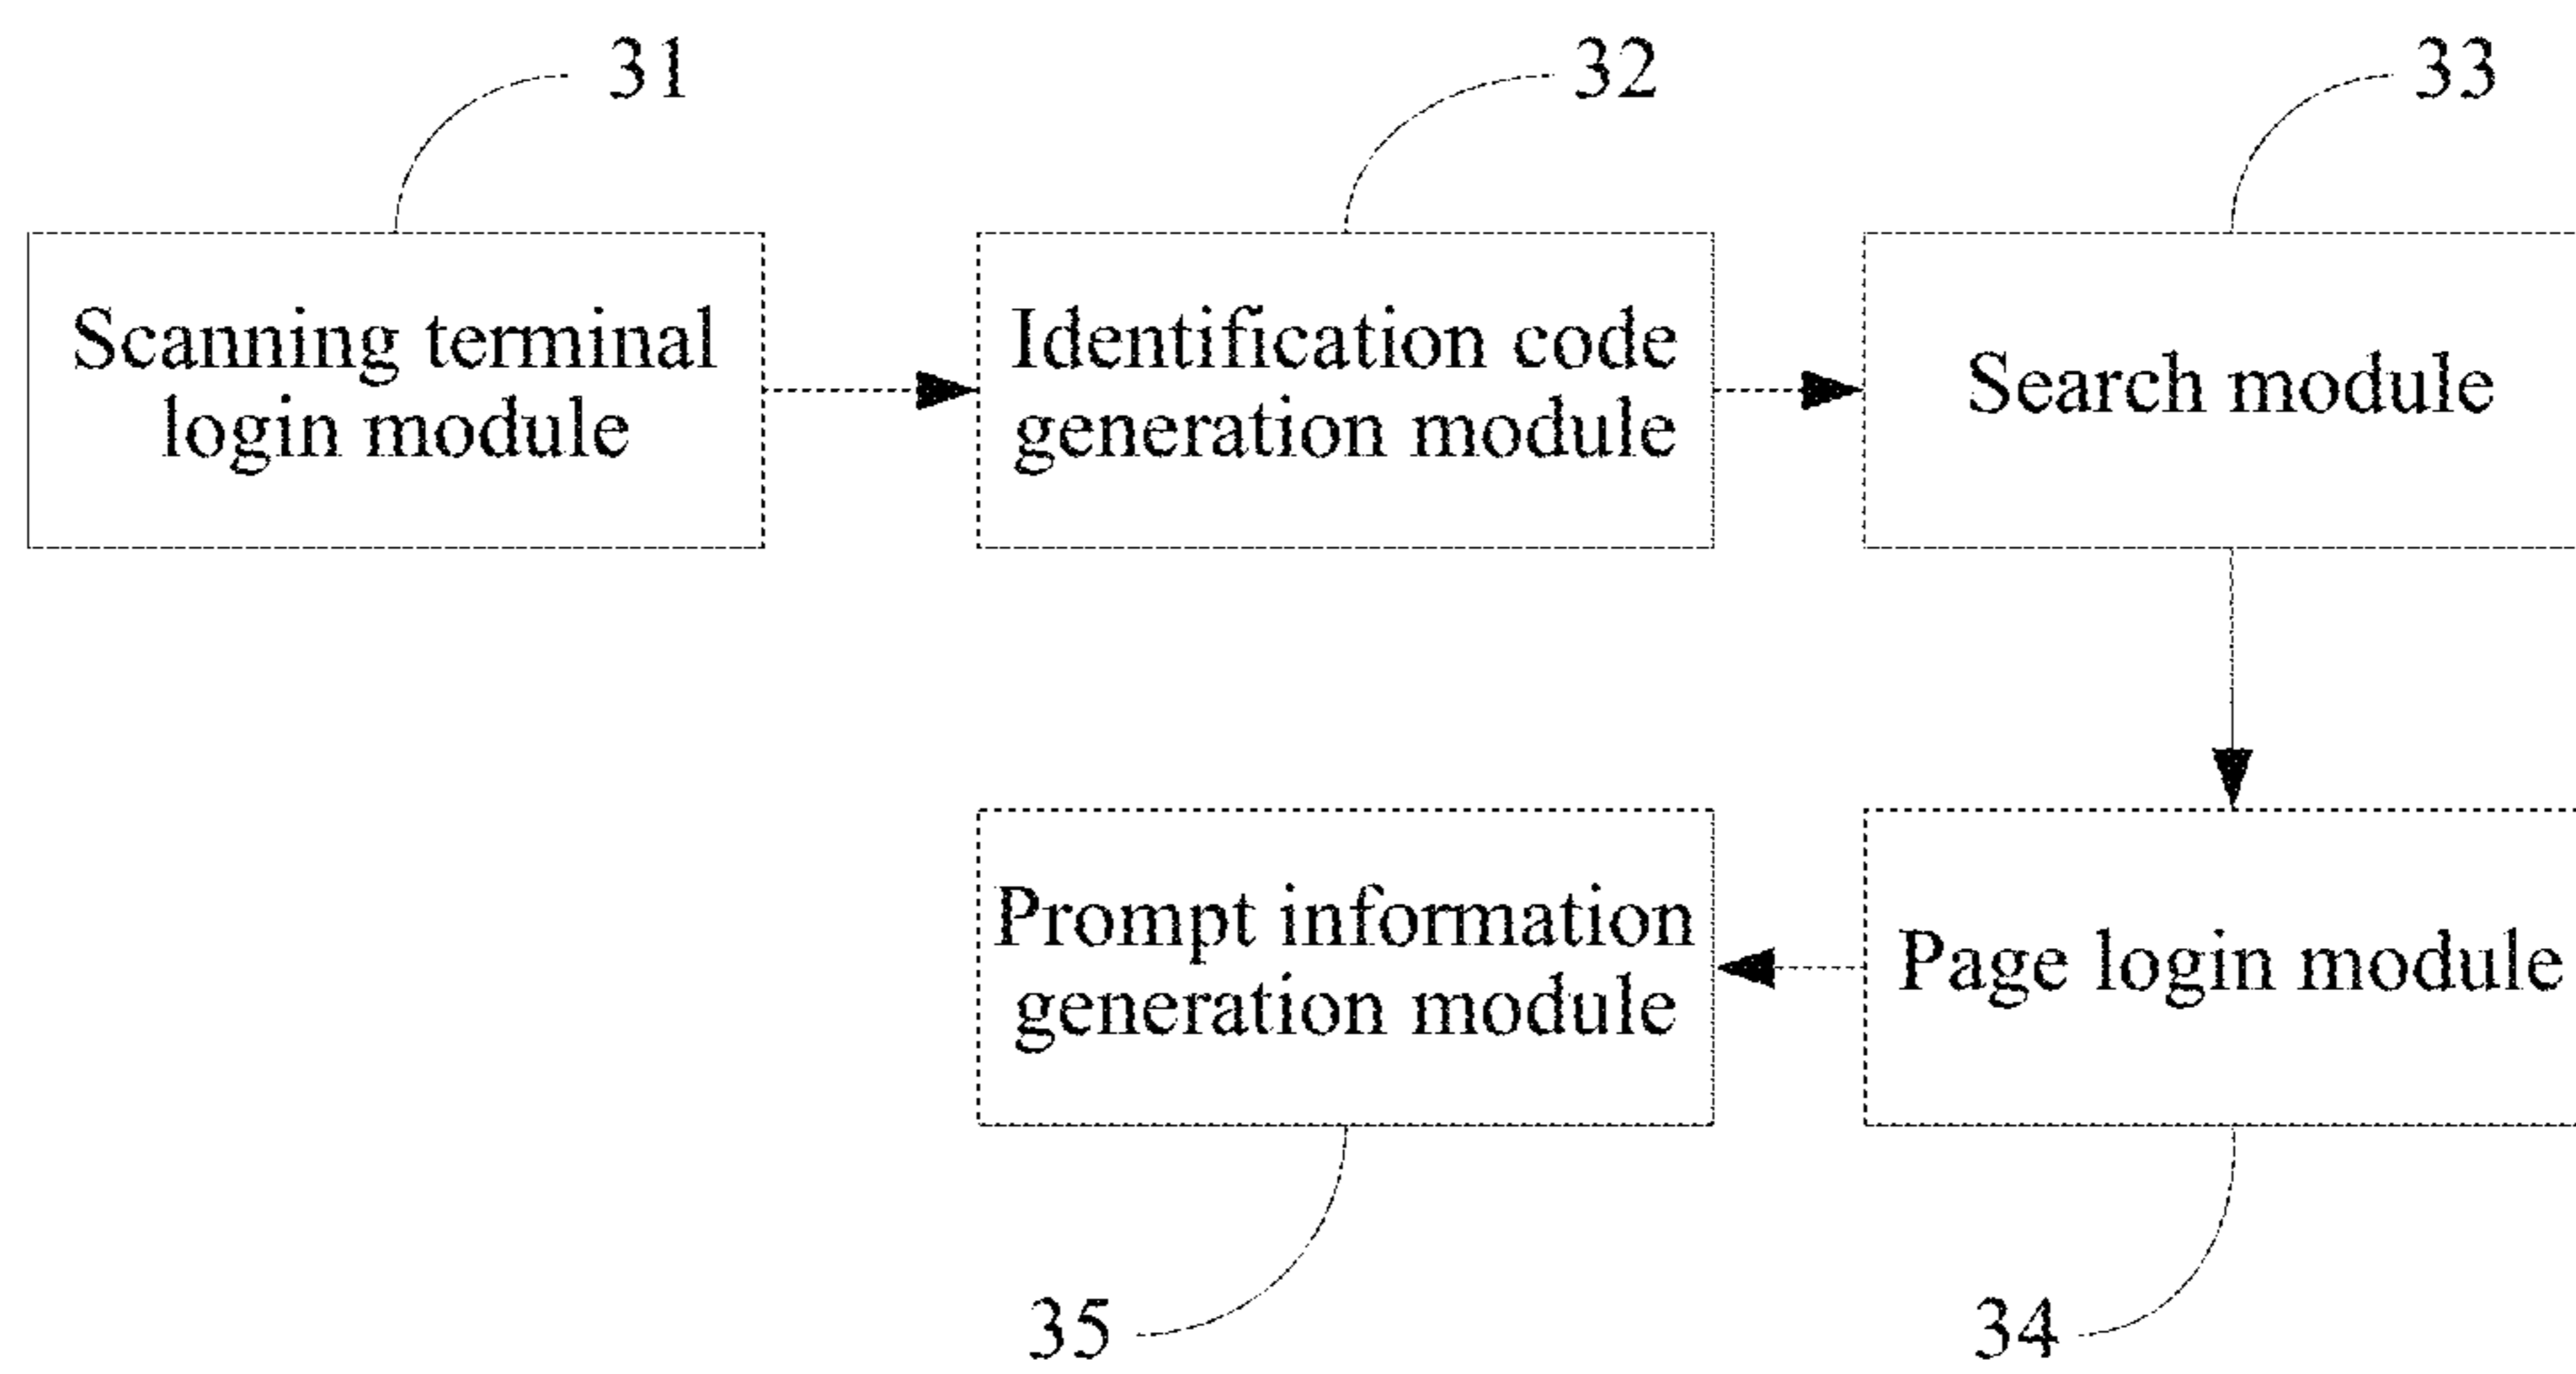 31
32
33
Scanning terminal
login module
Identification code
generation module
Search module
Prompt information
generation module
Page login module
35
34